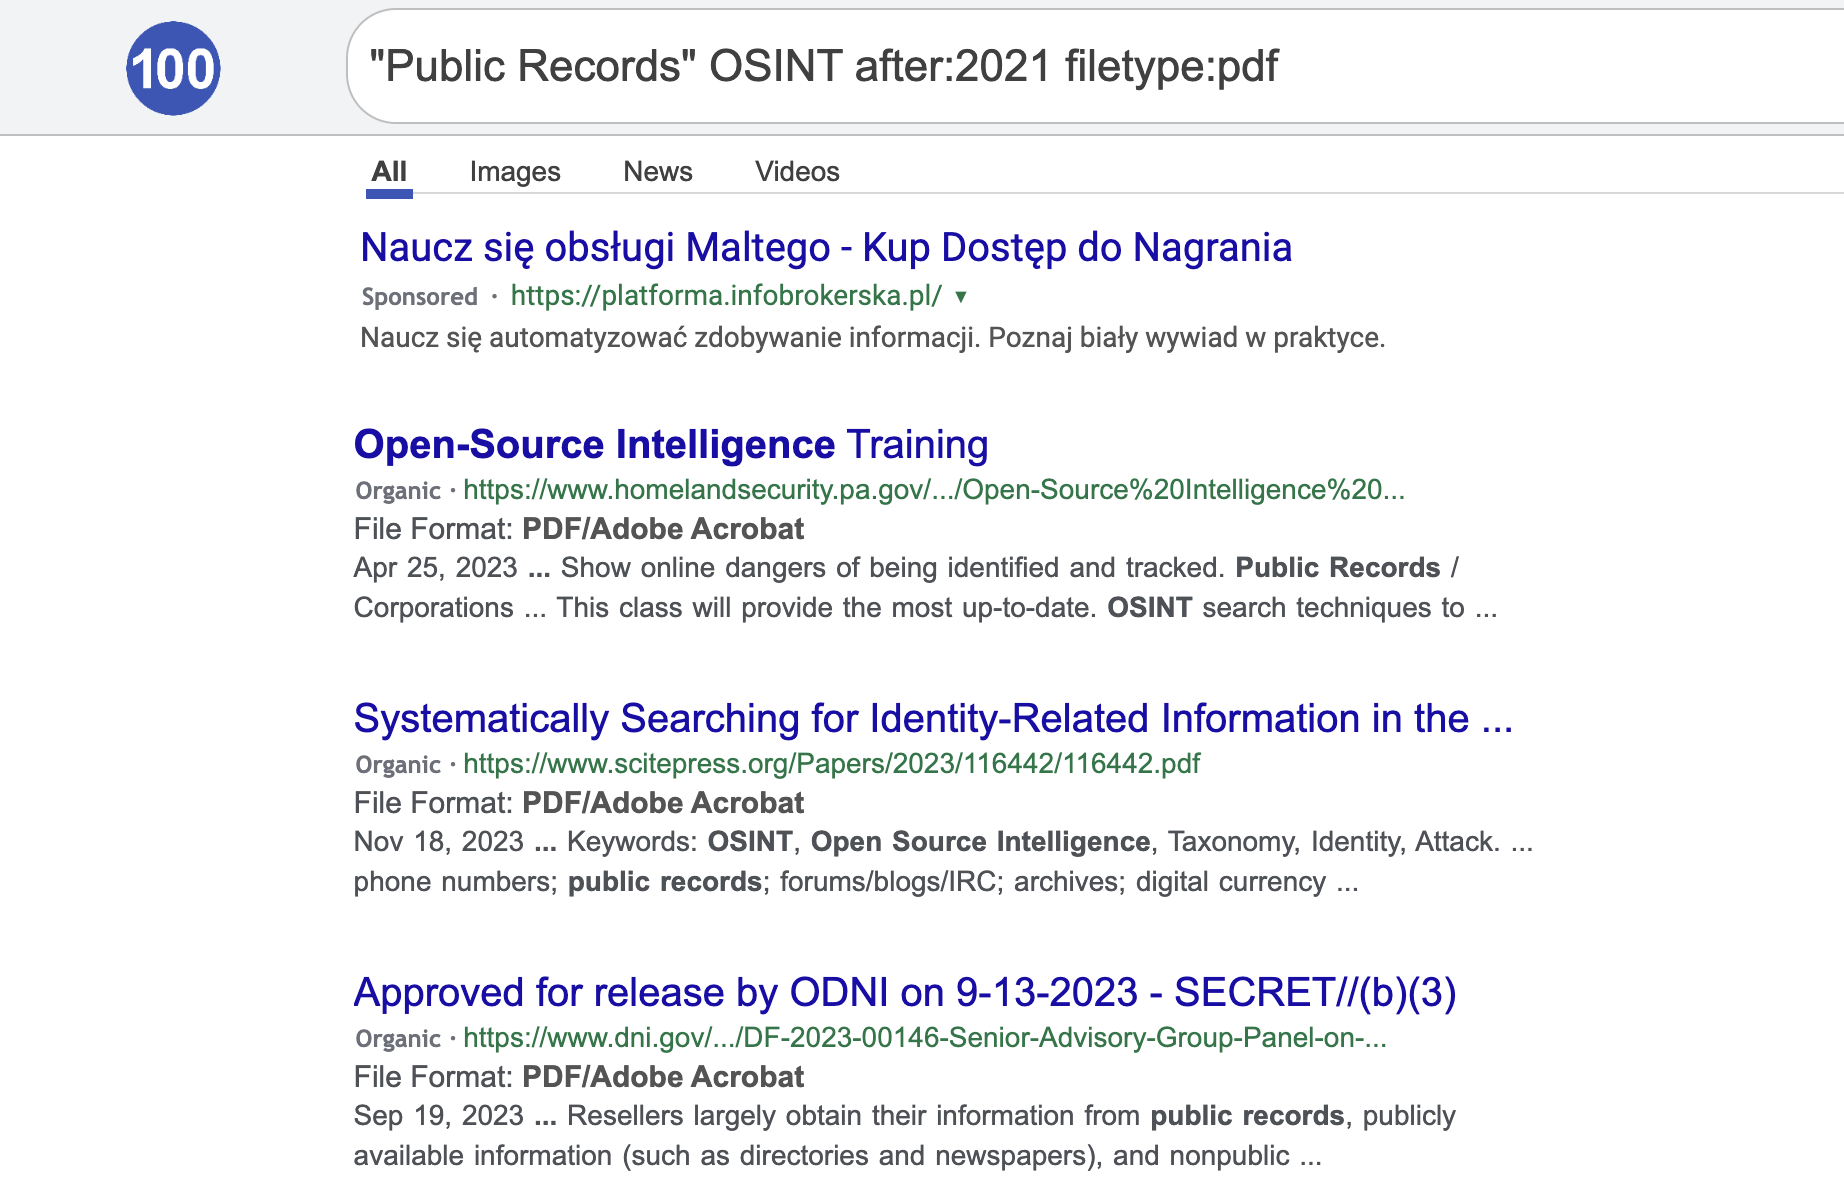 100
"Public Records" OSINT after:2021 filetype:pdf
All Images News Videos
Naucz się obsługi Maltego - Kup Dostęp do Nagrania
Sponsored · https://platforma.infobrokerska.pl/ ▼
Naucz się automatyzować zdobywanie informacji. Poznaj biały wywiad w praktyce.
Open-Source Intelligence Training
Organic · https://www.homelandsecurity.pa.gov/.../Open-Source%20Intelligence%20...
File Format: PDF/Adobe Acrobat
Apr 25, 2023 ... Show online dangers of being identified and tracked. Public Records /
Corporations ... This class will provide the most up-to-date. OSINT search techniques to ...
Systematically Searching for Identity-Related Information in the ...
Organic · https://www.scitepress.org/Papers/2023/116442/116442.pdf
File Format: PDF/Adobe Acrobat
Nov 18, 2023 ... Keywords: OSINT, Open Source Intelligence, Taxonomy, Identity, Attack. ...
phone numbers; public records; forums/blogs/IRC; archives; digital currency ...
Approved for release by ODNI on 9-13-2023 - SECRET//(b)(3)
Organic · https://www.dni.gov/.../DF-2023-00146-Senior-Advisory-Group-Panel-on-...
File Format: PDF/Adobe Acrobat
Sep 19, 2023 ... Resellers largely obtain their information from public records, publicly
available information (such as directories and newspapers), and nonpublic ...